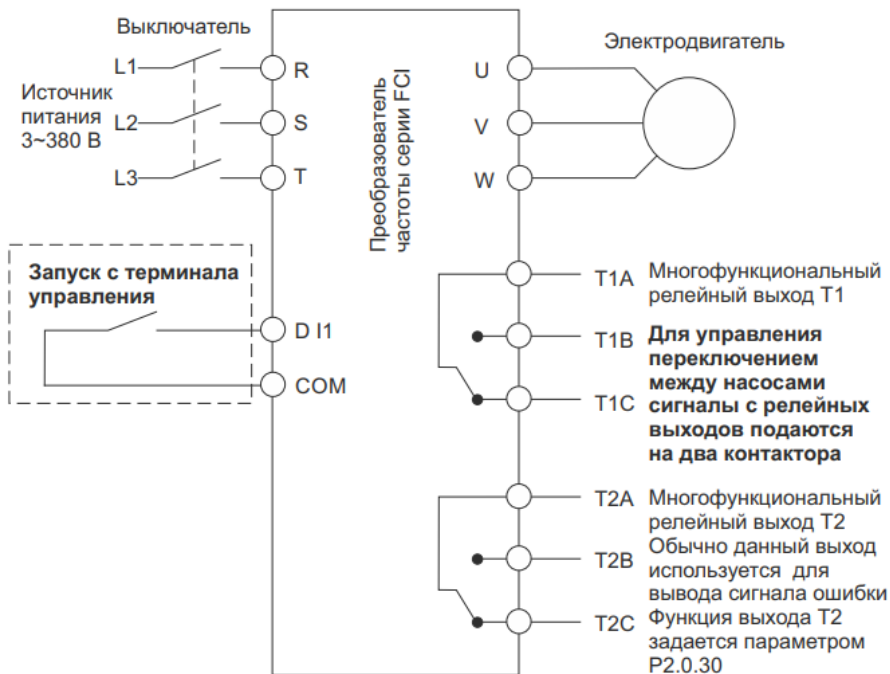 Выключатель
L1
L2
L3
Источник
питания
3~380 В
R
S
T
Преобразователь
частоты серии FCI
U
V
W
Электродвигатель
Запуск с терминала
управления
D I1
COM
T1A
Многофункциональный
релейный выход T1
T1B
Для управления
переключением
между насосами
сигналы с релейных
выходов подаются
на два контактора
T1C
T2A
Многофункциональный
релейный выход T2
T2B
Обычно данный выход
используется для
вывода сигнала ошибки
T2C
Функция выхода T2
задается параметром
P2.0.30